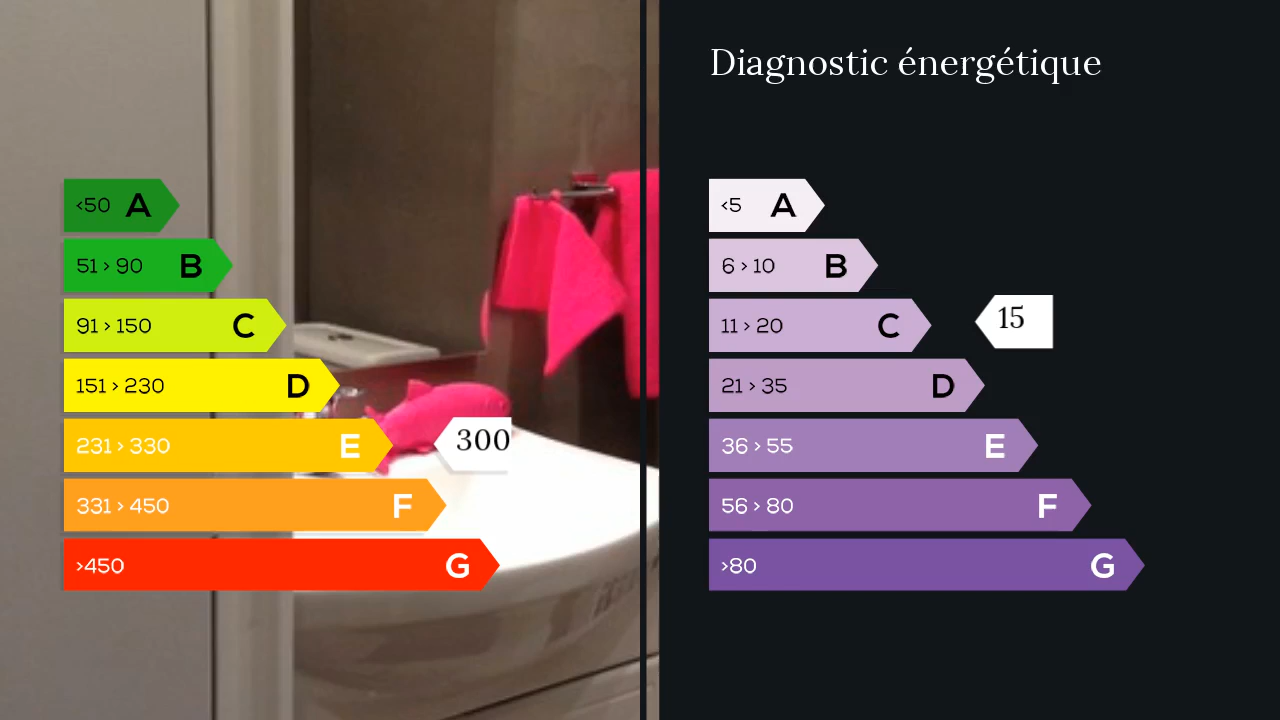 Diagnostic énergétique
<50 A
51 > 90 B
91 > 150 C
151 > 230 D
231 > 330 E
300
331 > 450 F
>450 G
<5 A
6 > 10 B
11 > 20 C
15
21 > 35 D
36 > 55 E
56 > 80 F
>80 G